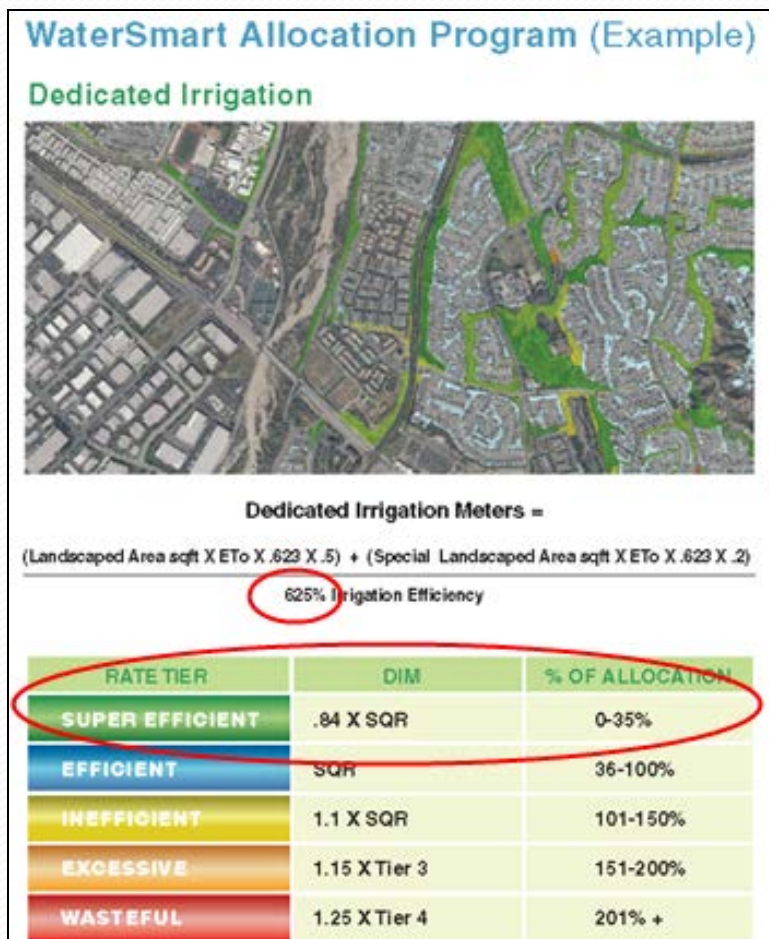 WaterSmart Allocation Program (Example)
Dedicated Irrigation
Dedicated Irrigation Meters =
(Landscaped Area sqft X ETo X .623 X .5) + (Special Landscaped Area sqft X ETo X .623 X .2)
625% Irrigation Efficiency
RATE TIER DIM % OF ALLOCATION
SUPER EFFICIENT .84 X SQR 0-35%
EFFICIENT SQR 36-100%
INEFFICIENT 1.1 X SQR 101-150%
EXCESSIVE 1.15 X Tier 3 151-200%
WASTEFUL 1.25 X Tier 4 201% +